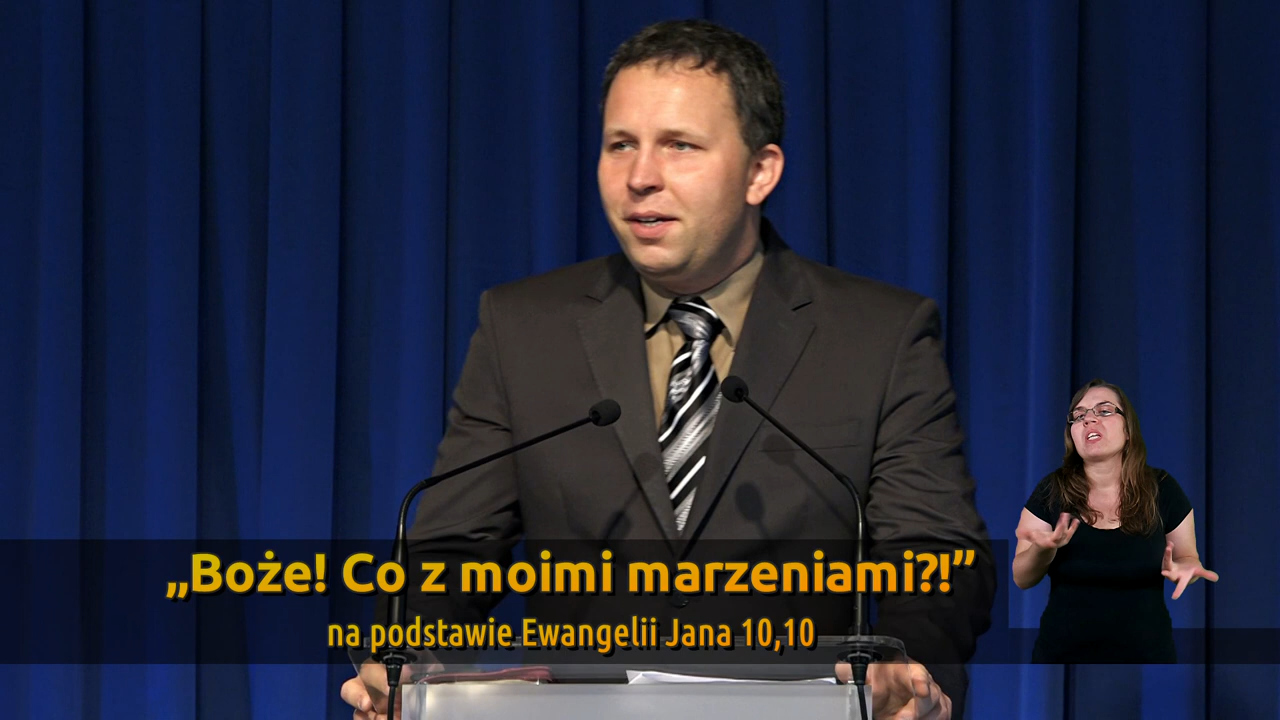 „Boże! Co z moimi marzeniami?!”
na podstawie Ewangelii Jana 10,10